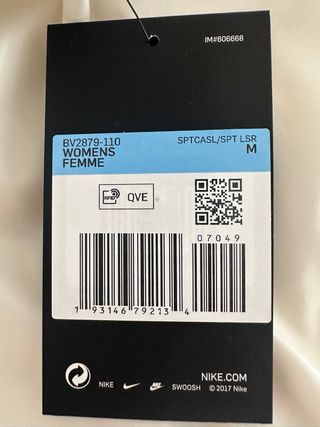 IM#606668
BV2879-110 SPTCASL/SPT LSR
WOMENS M
FEMME
RFID QVE
07049
1 93146 79213 4
NIKE SWOOSH
NIKE.COM
© 2017 Nike